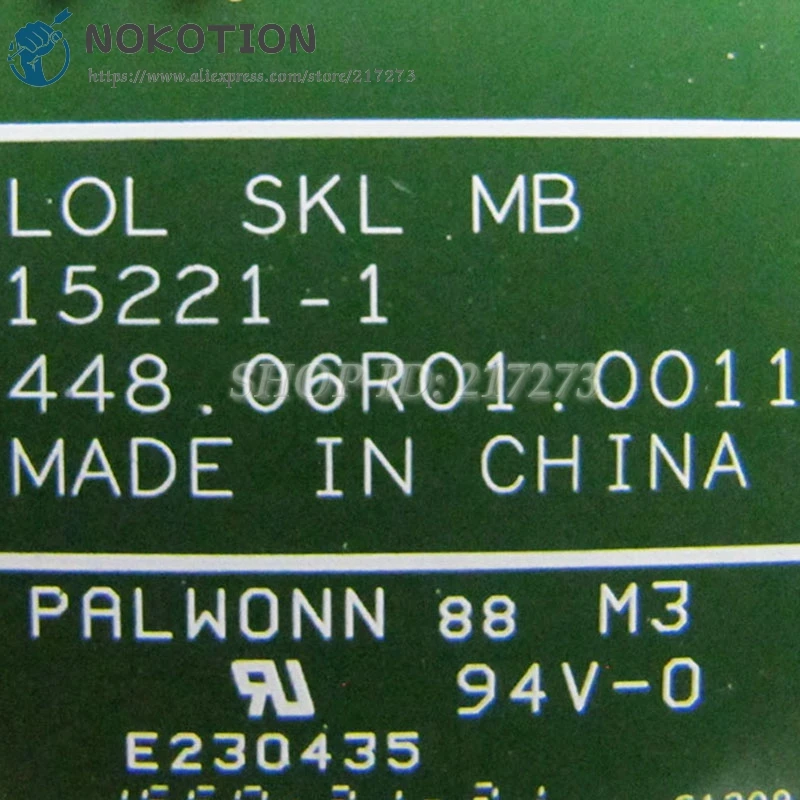 NOKOTION
https://www.aliexpress.com/store/217273
LOL SKL MB
15221-1
448.06R01.0011
SHOP ID: 217273
MADE IN CHINA
PALWONN 88 M3
94V-0
E230435